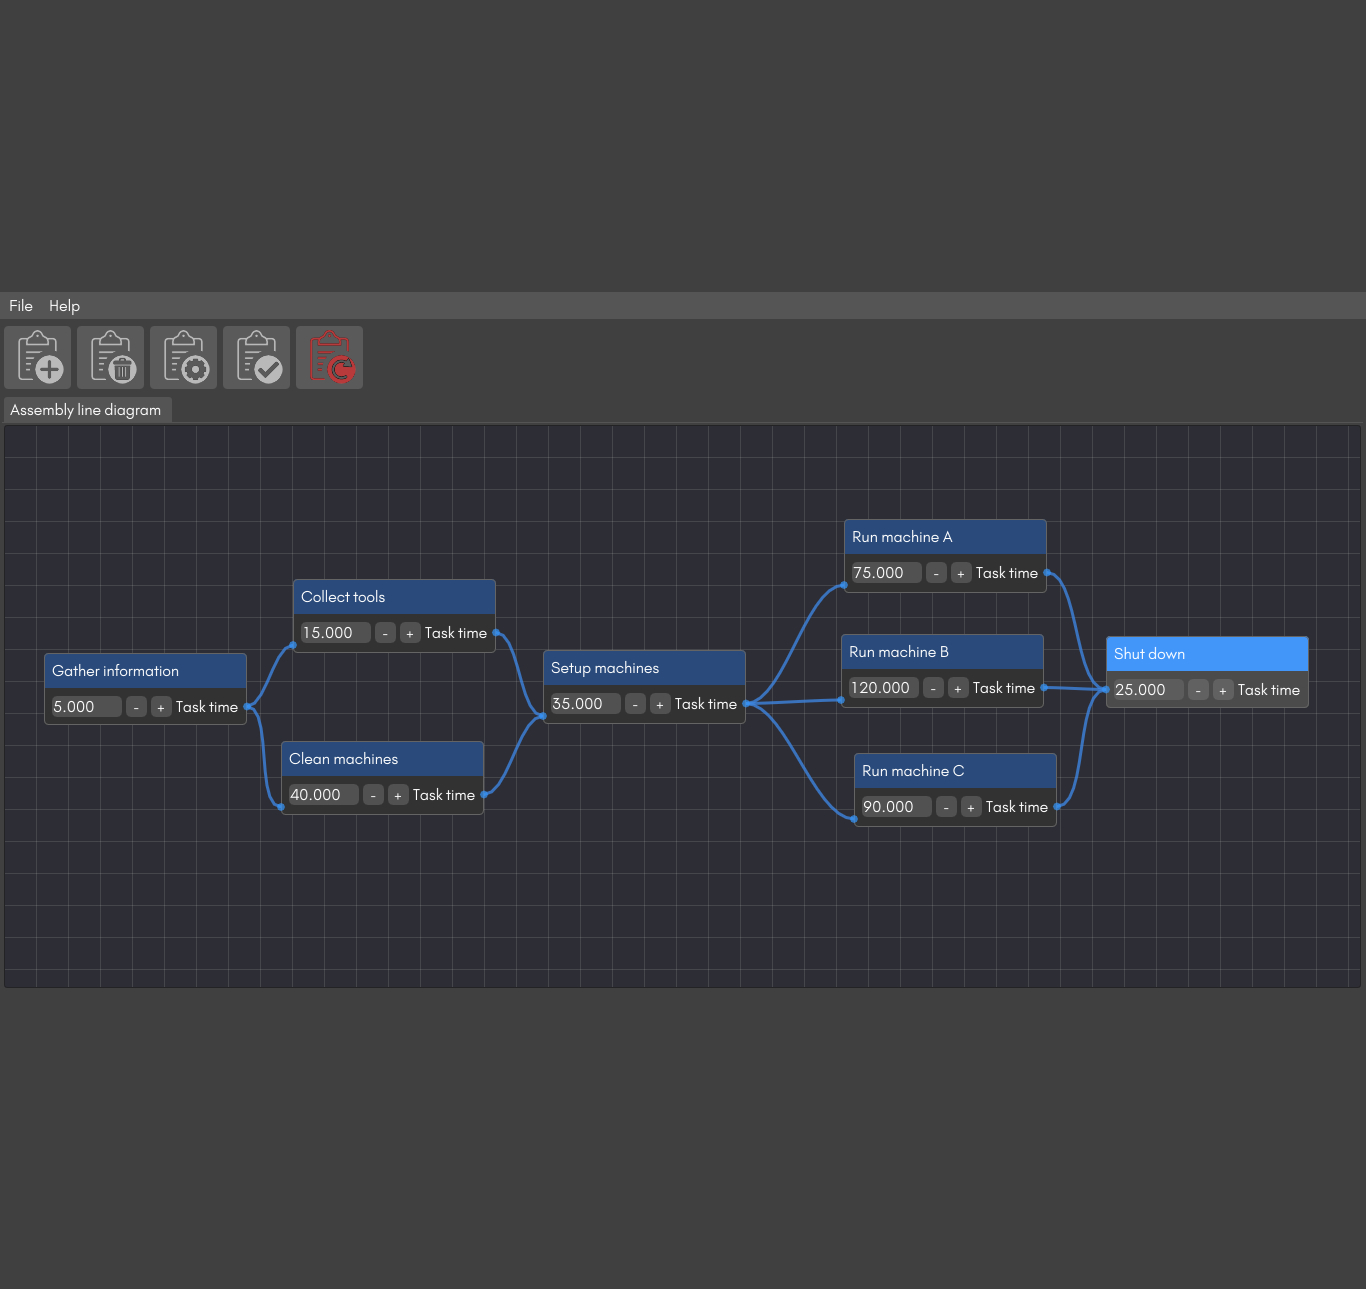 File Help
Assembly line diagram
Gather information
5.000 - + Task time
Collect tools
15.000 - + Task time
Clean machines
40.000 - + Task time
Setup machines
35.000 - + Task time
Run machine A
75.000 - + Task time
Run machine B
120.000 - + Task time
Run machine C
90.000 - + Task time
Shut down
25.000 - + Task time